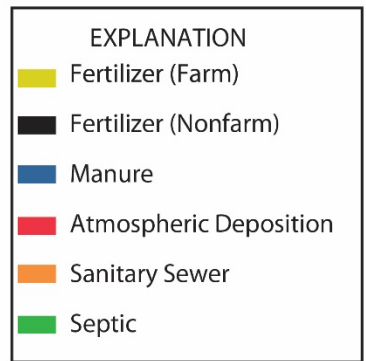 EXPLANATION
Fertilizer (Farm)
Fertilizer (Nonfarm)
Manure
Atmospheric Deposition
Sanitary Sewer
Septic